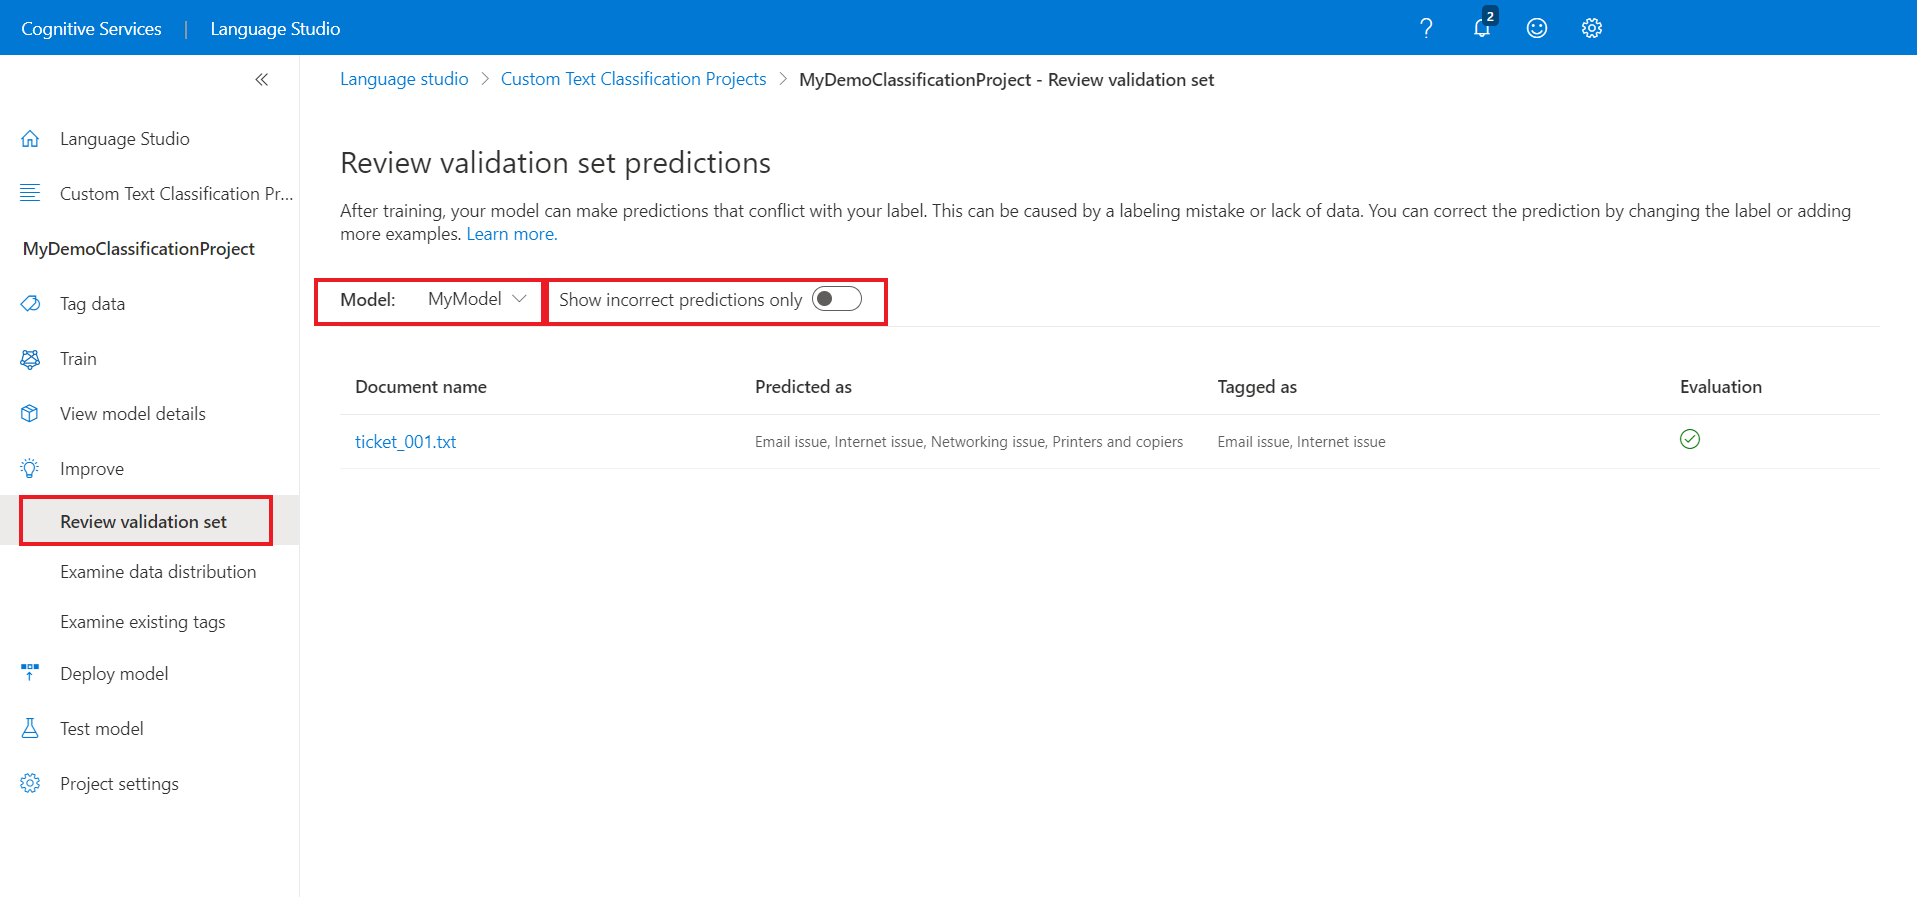 Cognitive Services | Language Studio
2
Language studio > Custom Text Classification Projects > MyDemoClassificationProject - Review validation set
Language Studio
Custom Text Classification Pr...
MyDemoClassificationProject
Tag data
Train
View model details
Improve
Review validation set
Examine data distribution
Examine existing tags
Deploy model
Test model
Project settings
Review validation set predictions
After training, your model can make predictions that conflict with your label. This can be caused by a labeling mistake or lack of data. You can correct the prediction by changing the label or adding
more examples. Learn more.
Model: MyModel Show incorrect predictions only
Document name Predicted as Tagged as Evaluation
ticket_001.txt Email issue, Internet issue, Networking issue, Printers and copiers Email issue, Internet issue